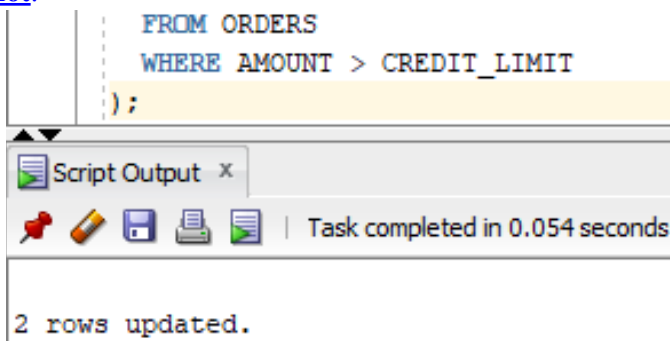 FROM ORDERS
WHERE AMOUNT > CREDIT_LIMIT
);
Script Output x
Task completed in 0.054 seconds
2 rows updated.